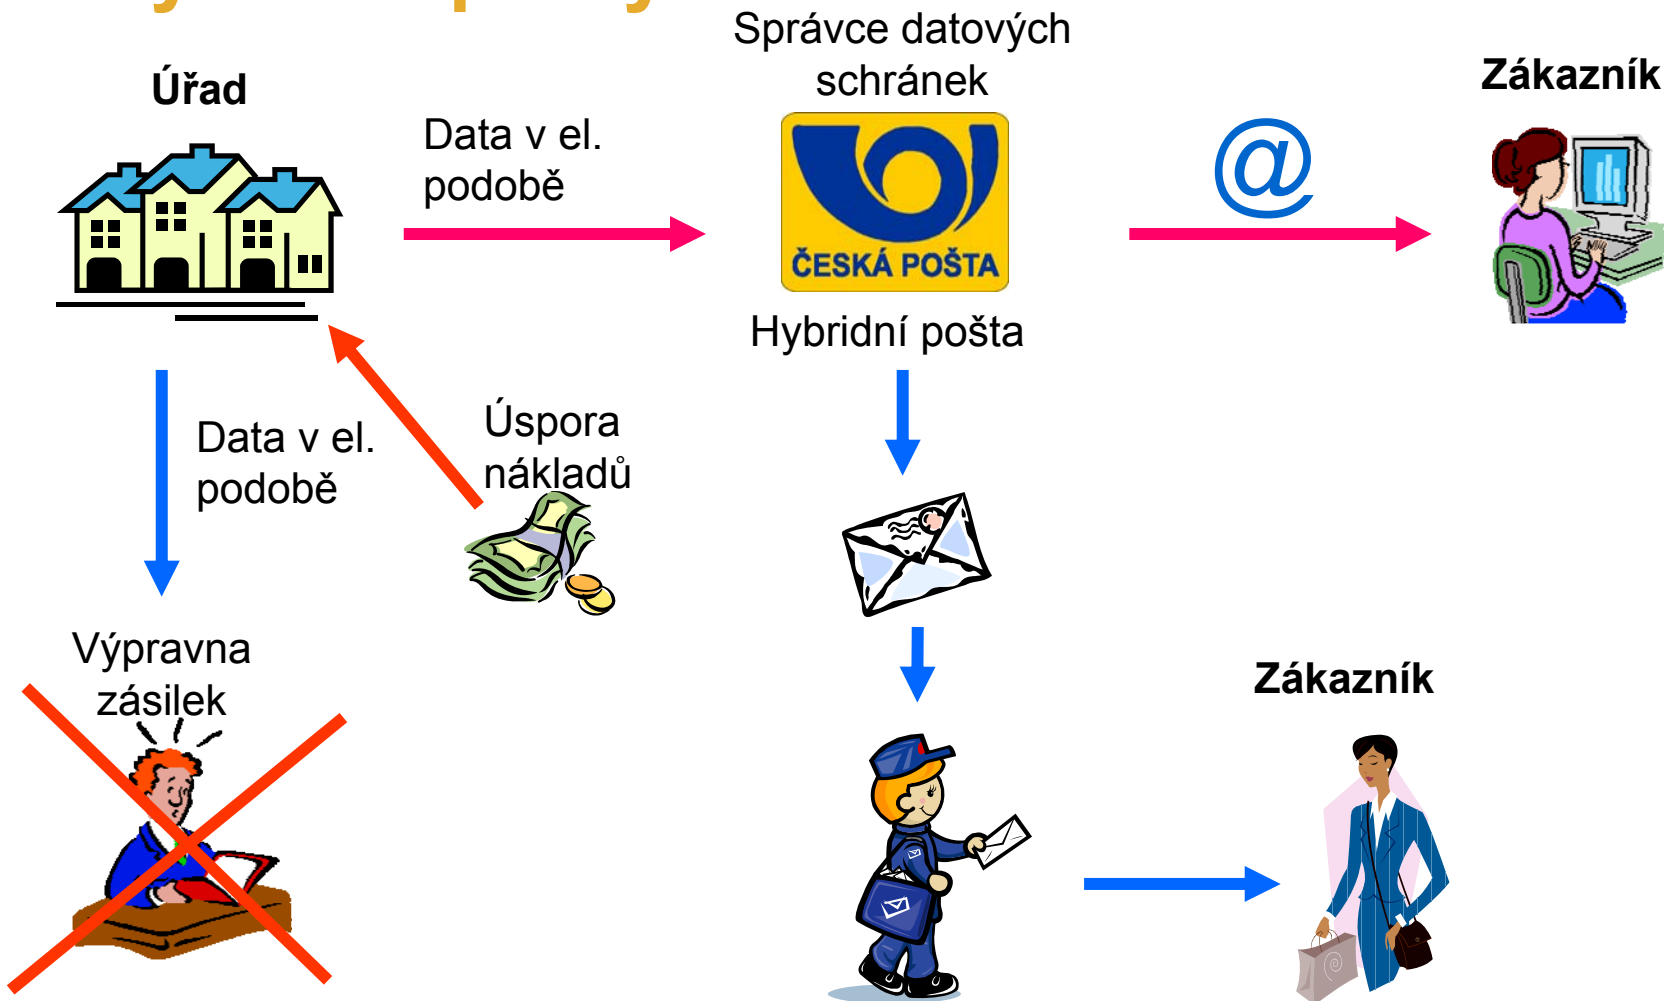 Správce datových
schránek
Úřad
Zákazník
Data v el.
podobě
@
ČESKÁ POŠTA
Hybridní pošta
Data v el.
podobě
Úspora
nákladů
Výpravna
zásilek
Zákazník